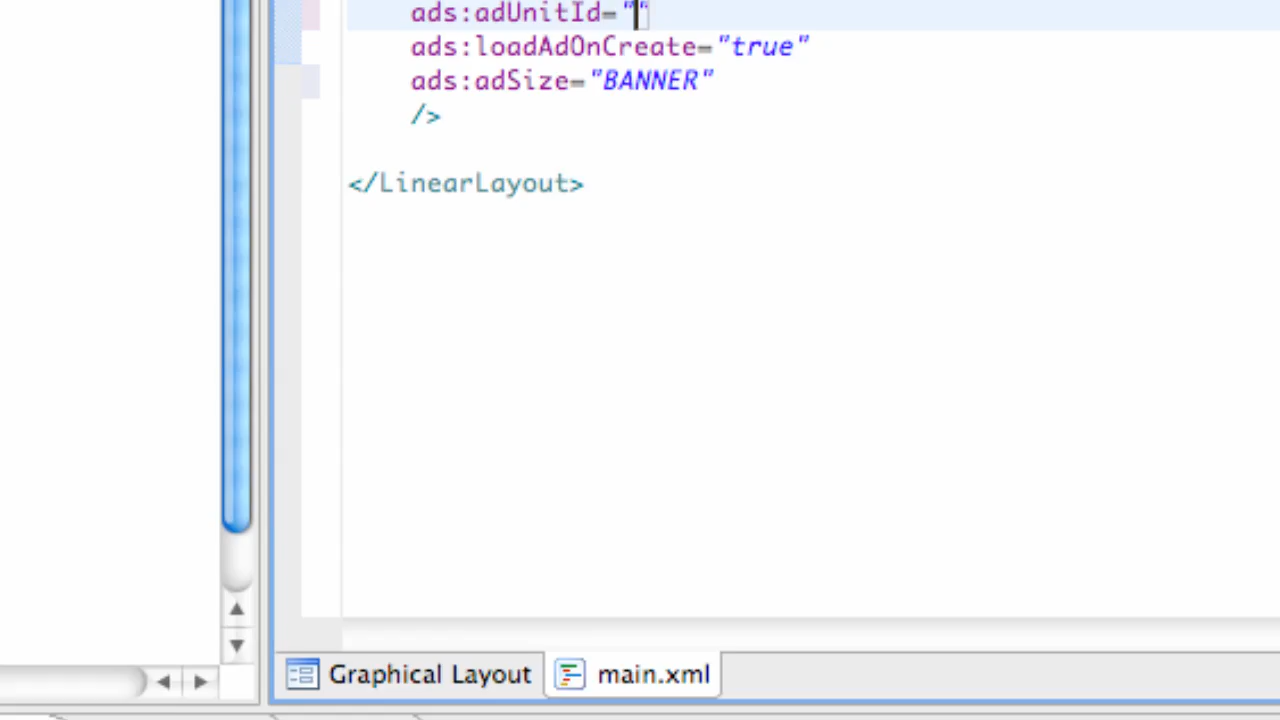 ads:adUnitId=""
ads:loadAdOnCreate="true"
ads:adSize="BANNER"
/>
</LinearLayout>
Graphical Layout
main.xml